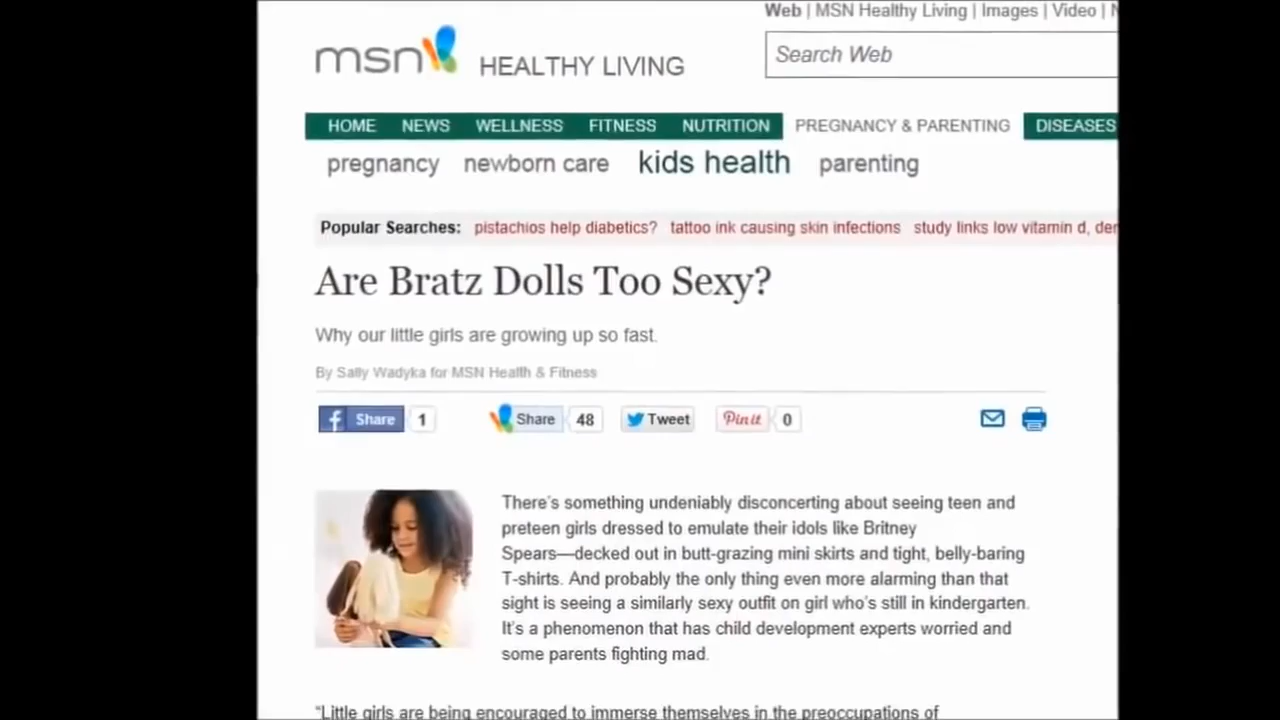 Web | MSN Healthy Living | Images | Video |
msn HEALTHY LIVING
Search Web
HOME NEWS WELLNESS FITNESS NUTRITION PREGNANCY & PARENTING DISEASES
pregnancy newborn care kids health parenting
Popular Searches: pistachios help diabetics? tattoo ink causing skin infections study links low vitamin d,
Are Bratz Dolls Too Sexy?
Why our little girls are growing up so fast.
By Sally Wadyka for MSN Health & Fitness
f Share 1 Share 48 Tweet Pin it 0
There's something undeniably disconcerting about seeing teen and
preteen girls dressed to emulate their idols like Britney
Spears—decked out in butt-grazing mini skirts and tight, belly-baring
T-shirts. And probably the only thing even more alarming than that
sight is seeing a similarly sexy outfit on girl who's still in kindergarten.
It's a phenomenon that has child development experts worried and
some parents fighting mad.
"Little girls are being encouraged to immerse themselves in the preoccupations of